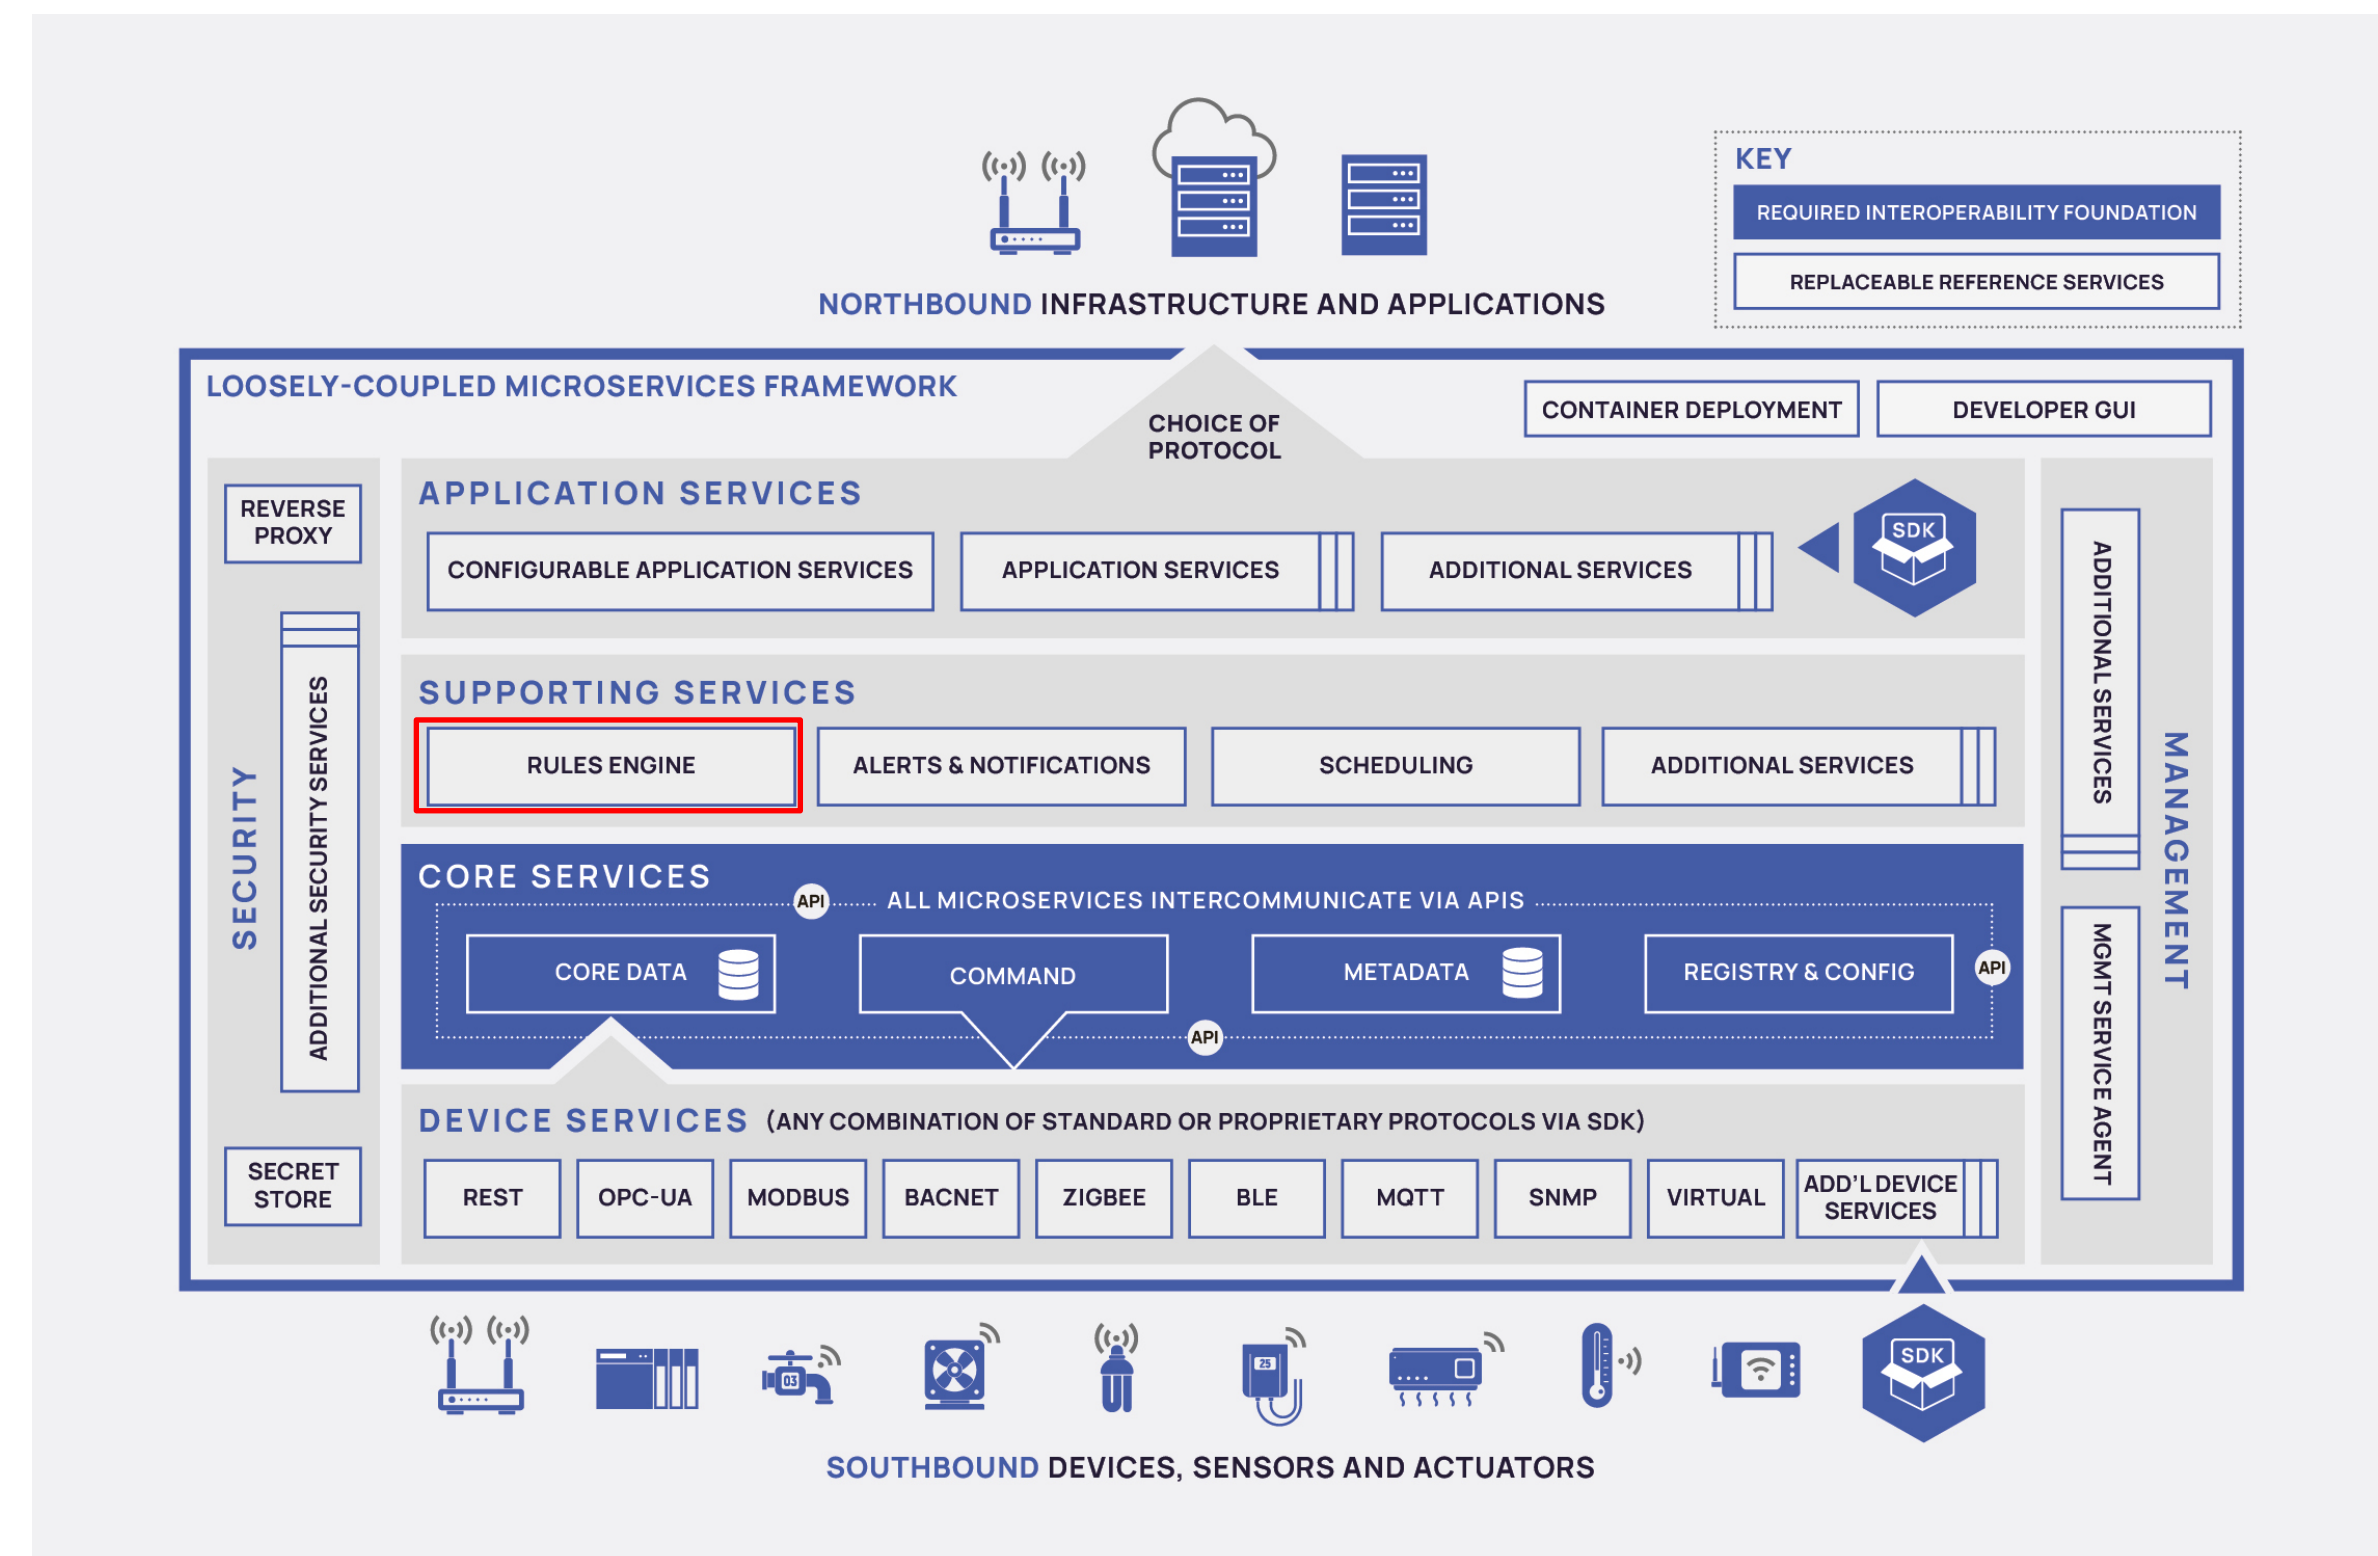 KEY
REQUIRED INTEROPERABILITY FOUNDATION
REPLACEABLE REFERENCE SERVICES
NORTHBOUND INFRASTRUCTURE AND APPLICATIONS
LOOSELY-COUPLED MICROSERVICES FRAMEWORK
CONTAINER DEPLOYMENT
DEVELOPER GUI
CHOICE OF
PROTOCOL
SECURITY
REVERSE
PROXY
ADDITIONAL SECURITY SERVICES
SECRET
STORE
APPLICATION SERVICES
CONFIGURABLE APPLICATION SERVICES
APPLICATION SERVICES
ADDITIONAL SERVICES
SDK
SUPPORTING SERVICES
RULES ENGINE
ALERTS & NOTIFICATIONS
SCHEDULING
ADDITIONAL SERVICES
CORE SERVICES
API
ALL MICROSERVICES INTERCOMMUNICATE VIA APIS
CORE DATA
COMMAND
METADATA
REGISTRY & CONFIG
API
API
DEVICE SERVICES (ANY COMBINATION OF STANDARD OR PROPRIETARY PROTOCOLS VIA SDK)
REST
OPC-UA
MODBUS
BACNET
ZIGBEE
BLE
MQTT
SNMP
VIRTUAL
ADD'L DEVICE
SERVICES
MANAGEMENT
ADDITIONAL SERVICES
MGMT SERVICE AGENT
03
25
SDK
SOUTHBOUND DEVICES, SENSORS AND ACTUATORS